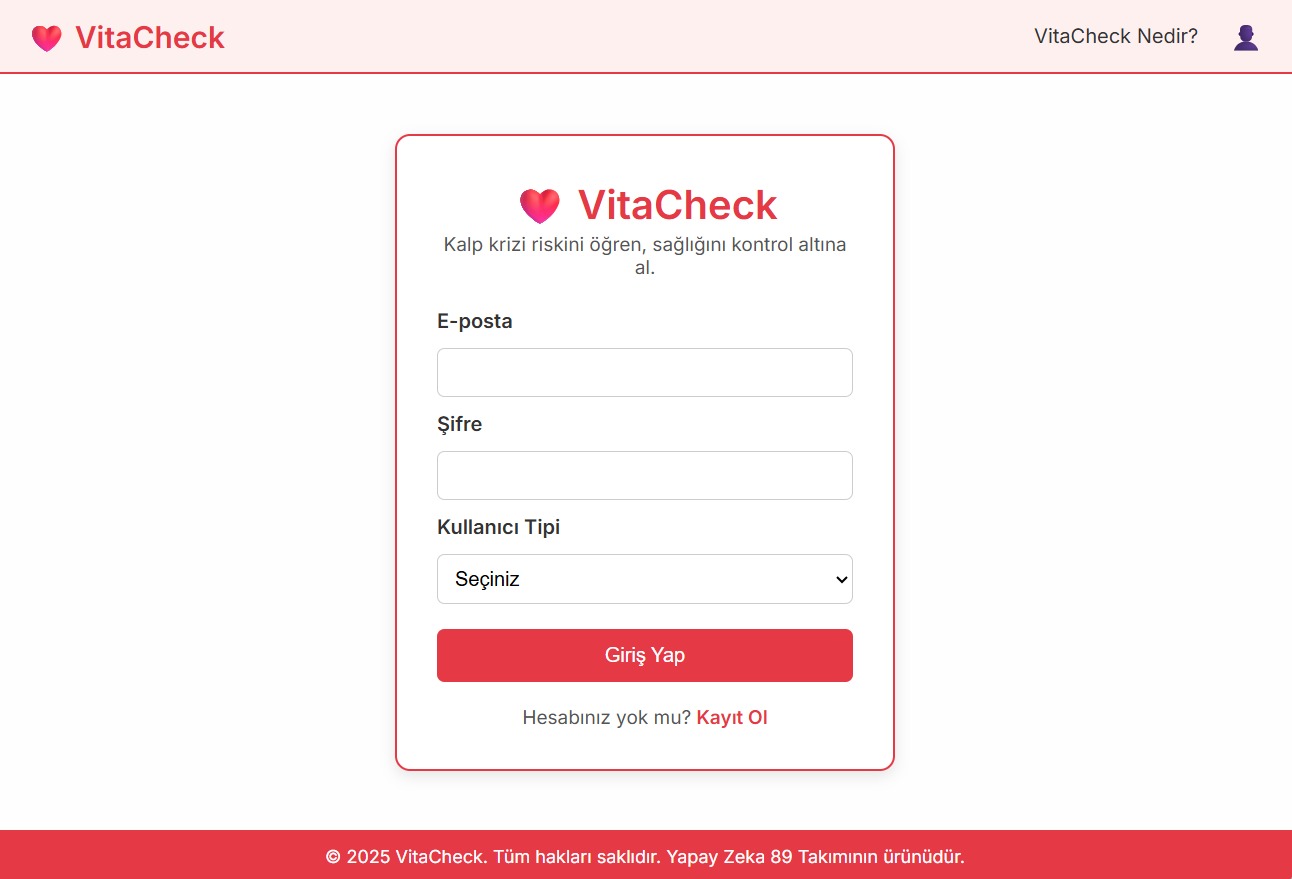 VitaCheck
VitaCheck Nedir?
VitaCheck
Kalp krizi riskini öğren, sağlığını kontrol altına
al.
E-posta
Şifre
Kullanıcı Tipi
Seçiniz
Giriş Yap
Hesabınız yok mu? Kayıt Ol
© 2025 VitaCheck. Tüm hakları saklıdır. Yapay Zeka 89 Takımının ürünüdür.